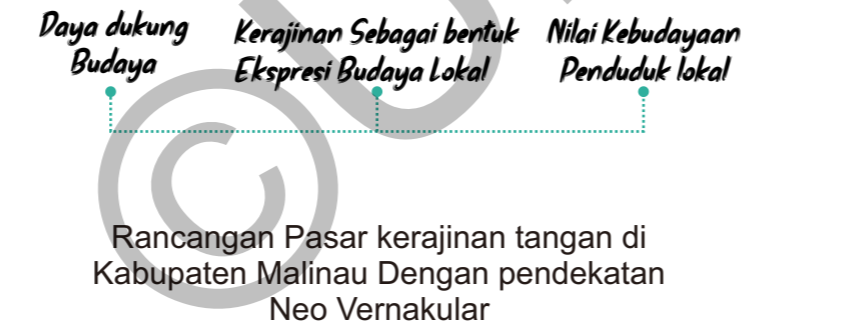 Daya dukung
Budaya
Kerajinan Sebagai bentuk
Ekspresi Budaya Lokal
Nilai Kebudayaan
Penduduk lokal
Rancangan Pasar kerajinan tangan di
Kabupaten Malinau Dengan pendekatan
Neo Vernakular